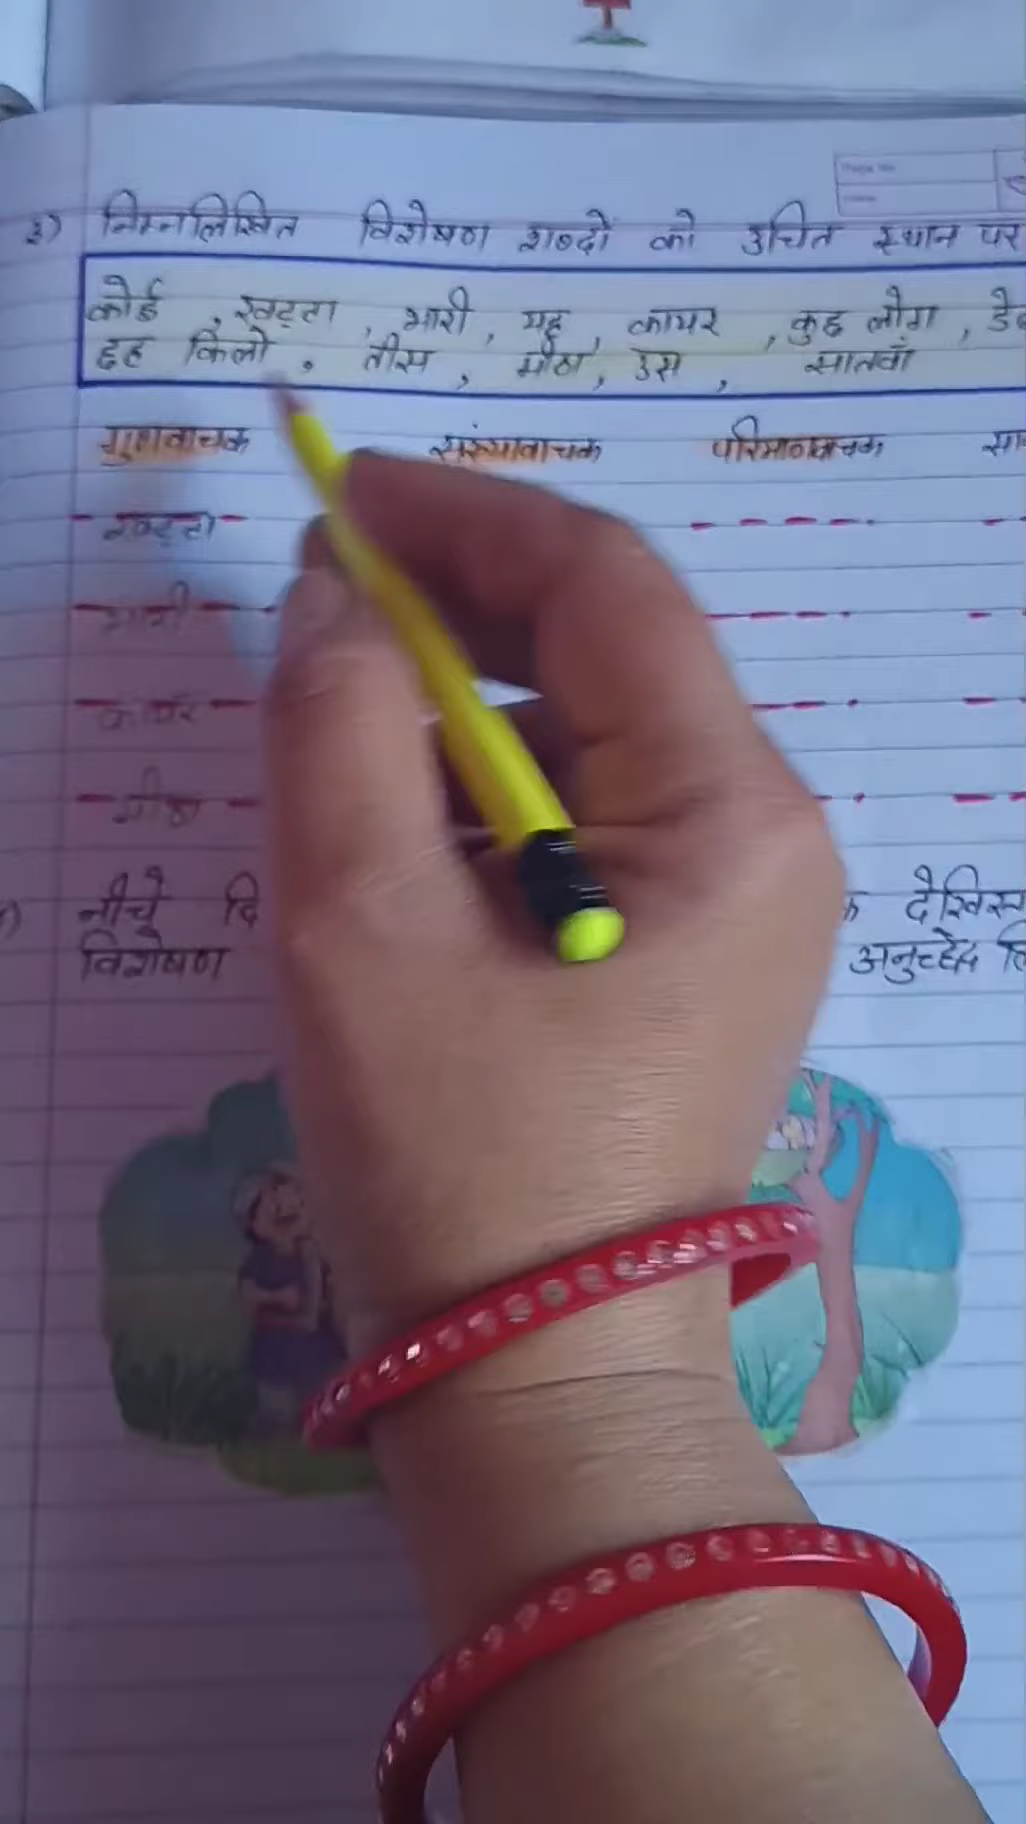 ३) निम्नलिखित विशेषण शब्दों को उचित स्थान पर
कोई , खट्टा , भारी , यह , कायर , कुछ लोग ,
छह किलो , तीस , मीठा , उस , सातवाँ
गुणवाचक संख्यावाचक परिमाणवाचक
खट्टा
भारी
कायर
मीठा
नीचे
देखिए
विशेषण
अनुच्छेद